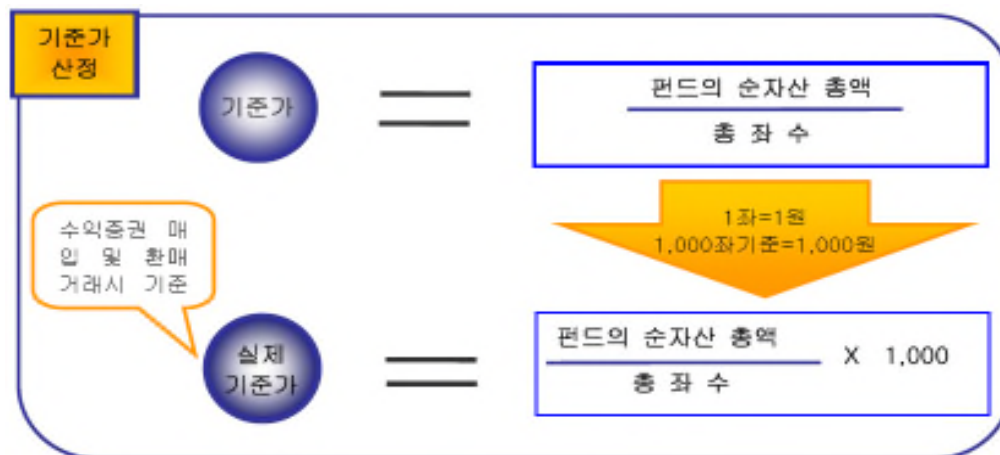 기준가
산정
기준가
펀드의 순자산 총액
총 좌 수
1좌=1원
1,000좌기준=1,000원
수익증권 매
입 및 환매
거래시 기준
실제
기준가
펀드의 순자산 총액
총 좌 수
X 1,000